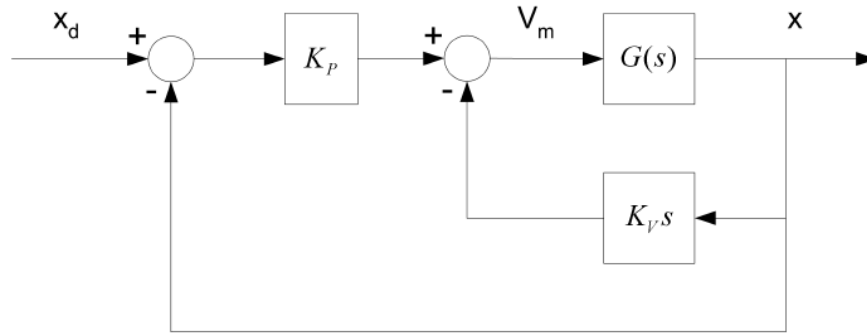 x_d
V_m
x
+
-
K_P
+
-
G(s)
K_V s